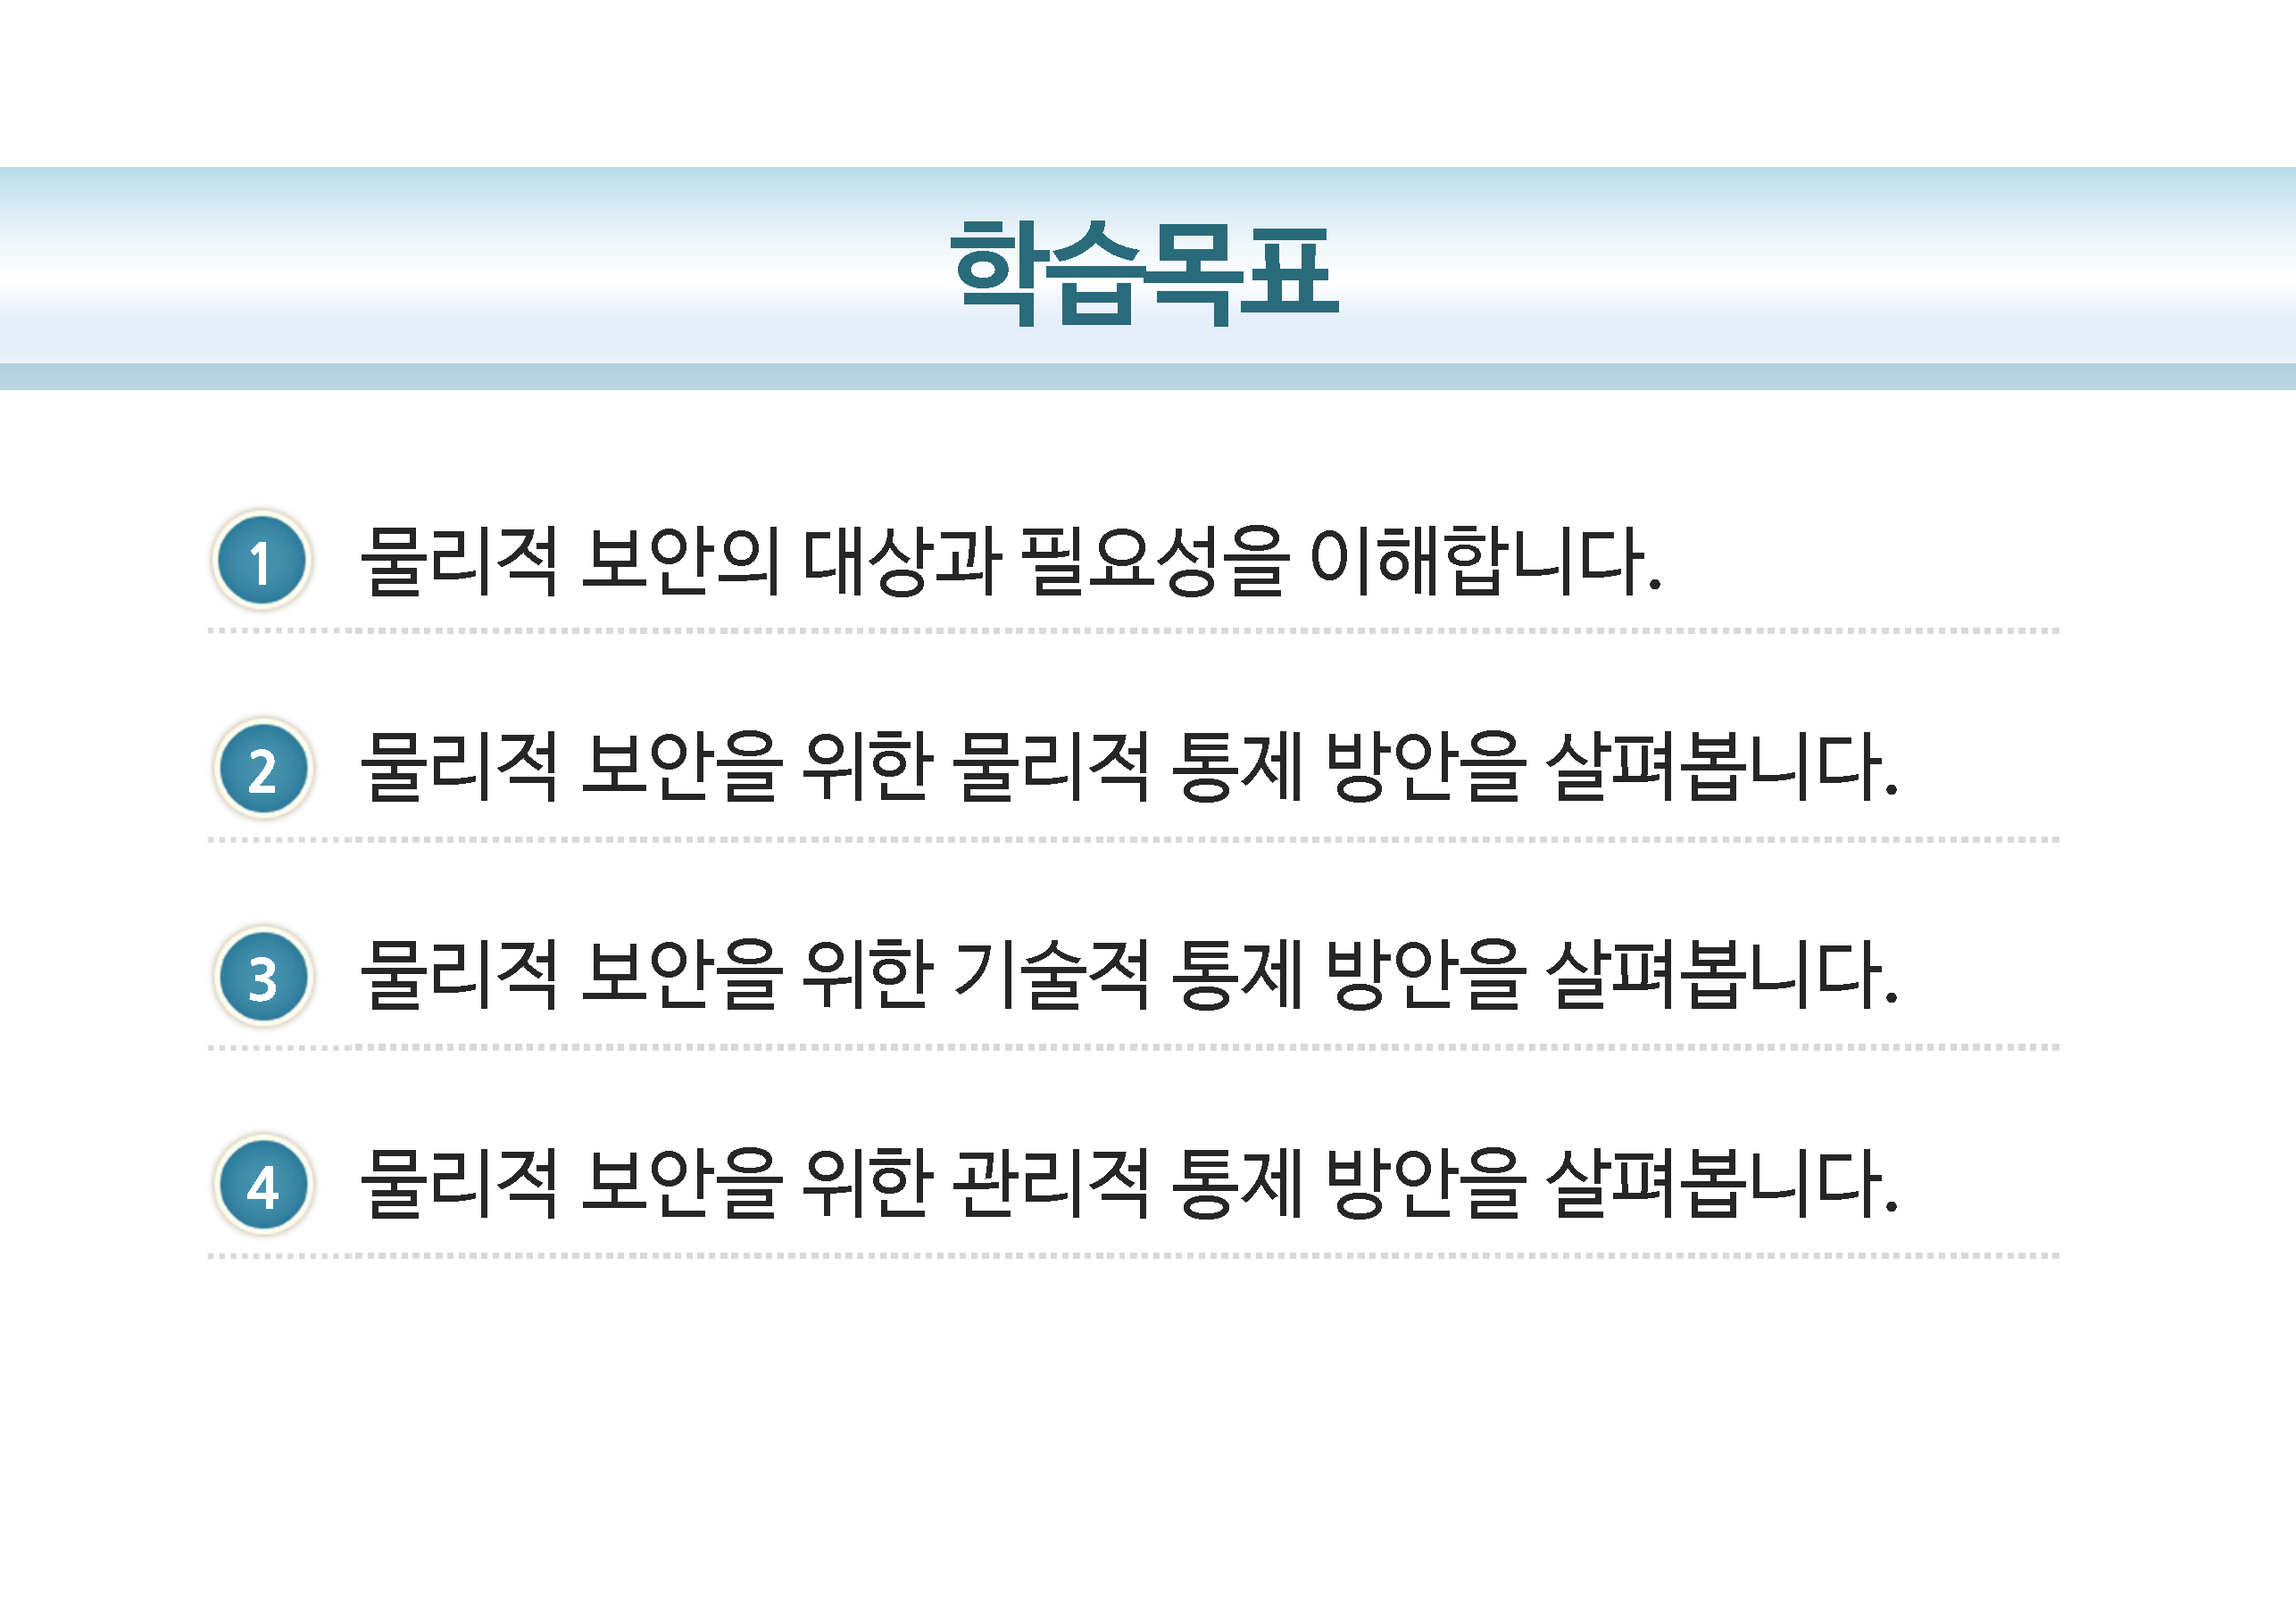 학습목표
1 물리적 보안의 대상과 필요성을 이해합니다.
2 물리적 보안을 위한 물리적 통제 방안을 살펴봅니다.
3 물리적 보안을 위한 기술적 통제 방안을 살펴봅니다.
4 물리적 보안을 위한 관리적 통제 방안을 살펴봅니다.